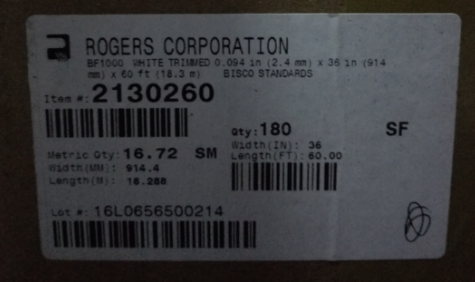 ROGERS CORPORATION
BF1000 WHITE TRIMMED 0.094 in (2.4 mm) x 36 in (914
mm) x 60 ft (18.3 m) BISCO STANDARDS
Item #: 2130260
Qty: 180 SF
Width(IN): 36
Length(FT): 60.00
Metric Qty: 16.72 SM
Width(MM): 914.4
Length(M): 18.288
Lot #: 16L0656500214